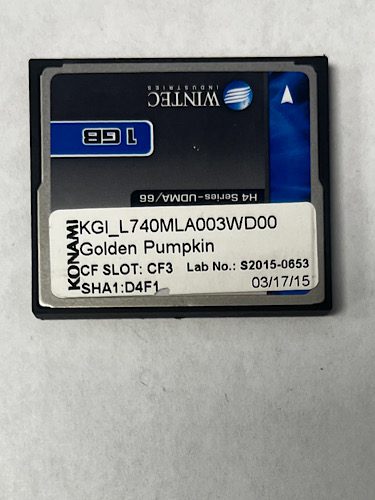 WINTEC
INDUSTRIES
1 GB
H4 Series-UDMA/66
KONAMI
KGI_L740MLA003WD00
Golden Pumpkin
CF SLOT: CF3 Lab No.: S2015-0653
SHA1:D4F1 03/17/15